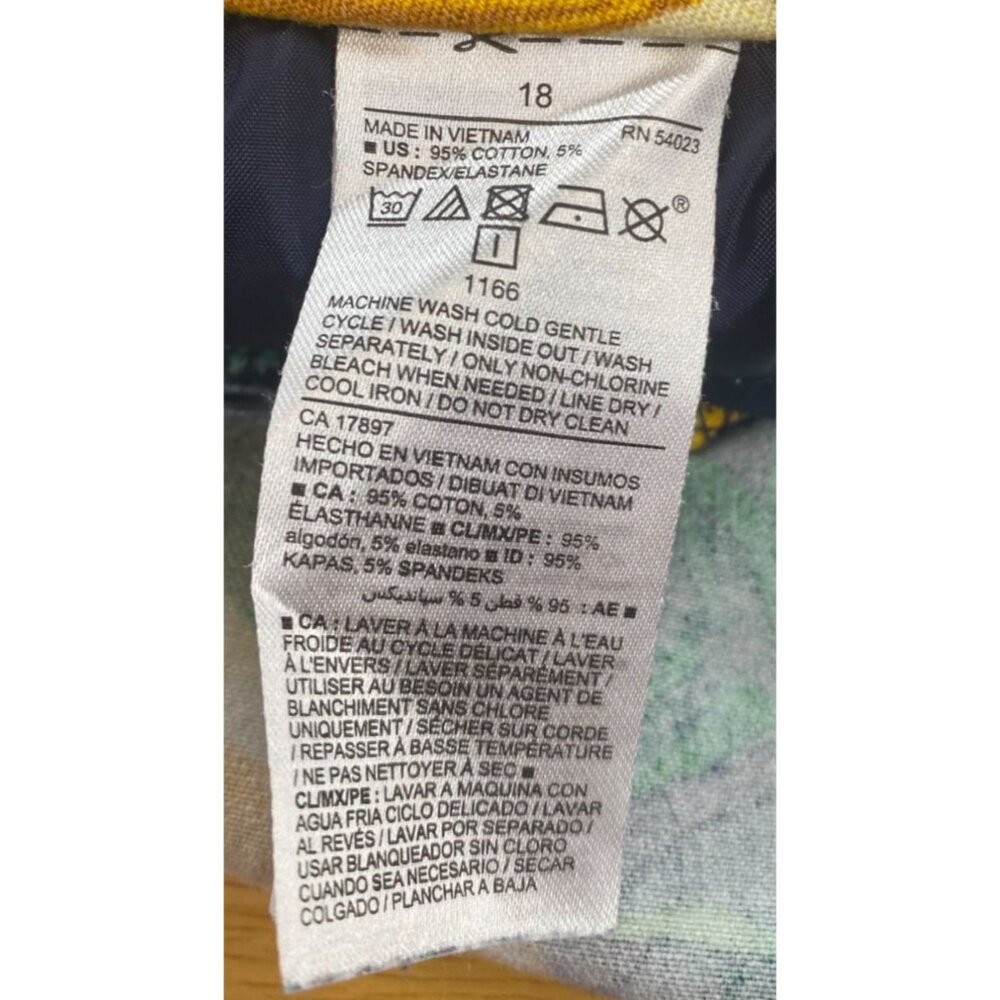 18
MADE IN VIETNAM RN 54023
■ US : 95% COTTON, 5%
SPANDEX/ELASTANE
30 ®
1166
MACHINE WASH COLD GENTLE
CYCLE / WASH INSIDE OUT / WASH
SEPARATELY / ONLY NON-CHLORINE
BLEACH WHEN NEEDED / LINE DRY /
COOL IRON / DO NOT DRY CLEAN
CA 17897
HECHO EN VIETNAM CON INSUMOS
IMPORTADOS / DIBUAT DI VIETNAM
■ CA : 95% COTON, 5%
ÉLASTHANNE ■ CL/MX/PE : 95%
algodón, 5% elastano ■ ID : 95%
KAPAS, 5% SPANDEKS
■ AE : 95 % قطن 5 % سباندیکس
■ CA : LAVER À LA MACHINE À L'EAU
FROIDE AU CYCLE DÉLICAT / LAVER
À L'ENVERS / LAVER SÉPARÉMENT /
UTILISER AU BESOIN UN AGENT DE
BLANCHIMENT SANS CHLORE
UNIQUEMENT / SÉCHER SUR CORDE
/ REPASSER À BASSE TEMPÉRATURE
/ NE PAS NETTOYER À SEC ■
CL/MX/PE : LAVAR A MAQUINA CON
AGUA FRIA CICLO DELICADO / LAVAR
AL REVÉS / LAVAR POR SEPARADO /
USAR BLANQUEADOR SIN CLORO
CUANDO SEA NECESARIO / SECAR
COLGADO / PLANCHAR A BAJA